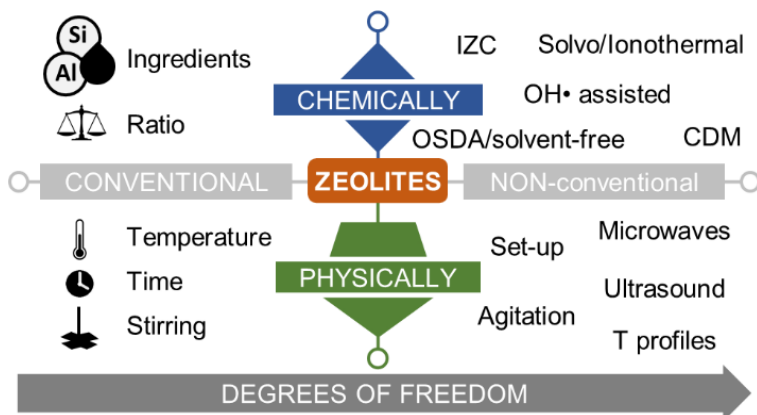 Si
Al
Ingredients
Ratio
IZC
Solvo/Ionothermal
CHEMICALLY
OH• assisted
OSDA/solvent-free
CDM
CONVENTIONAL
ZEOLITES
NON-conventional
Temperature
Time
Stirring
PHYSICALLY
Set-up
Microwaves
Ultrasound
Agitation
T profiles
DEGREES OF FREEDOM